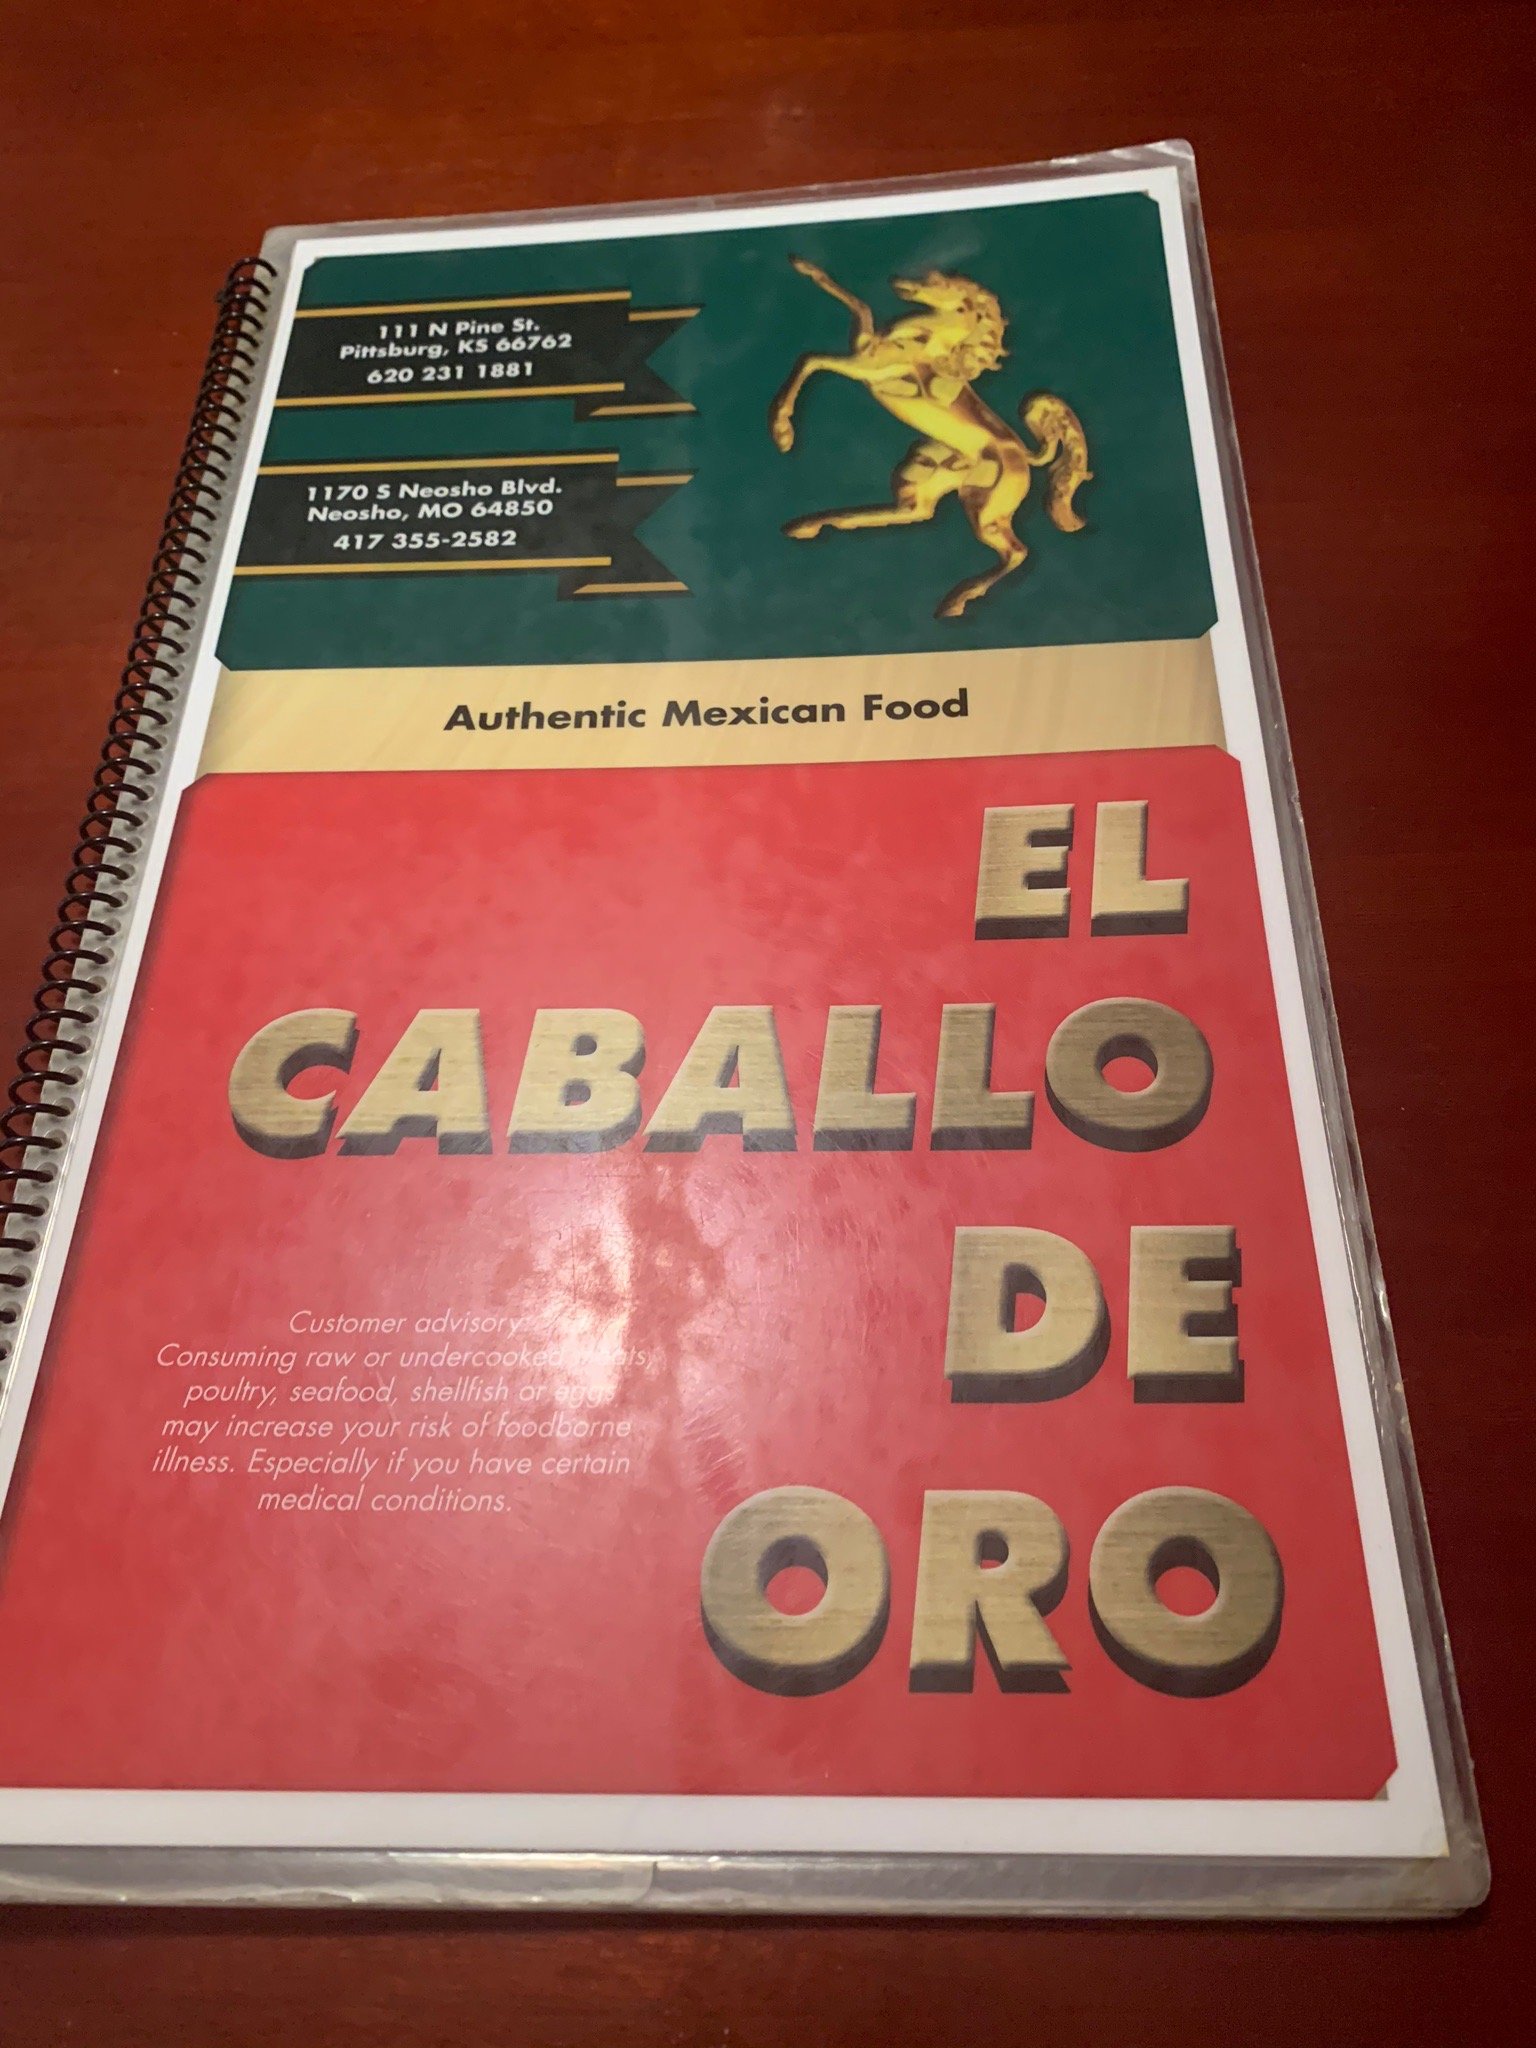 111 N Pine St.
Pittsburg, KS 66762
620 231 1881
1170 S Neosho Blvd.
Neosho, MO 64850
417 355-2582
Authentic Mexican Food
EL
CABALLO
DE
ORO
Customer advisory:
Consuming raw or undercooked meats,
poultry, seafood, shellfish or eggs
may increase your risk of foodborne
illness. Especially if you have certain
medical conditions.